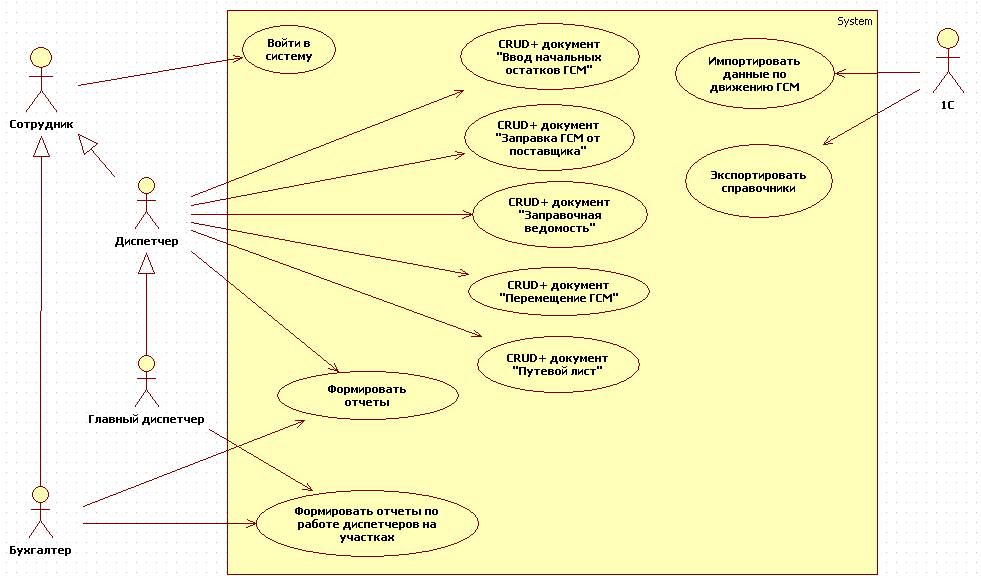 System
Войти в
систему
CRUD+ документ
"Ввод начальных
остатков ГСМ"
Импортировать
данные по
движению ГСМ
1С
Сотрудник
CRUD+ документ
"Заправка ГСМ от
поставщика"
Экспортировать
справочники
Диспетчер
CRUD+ документ
"Заправочная
ведомость"
CRUD+ документ
"Перемещение ГСМ"
CRUD+ документ
"Путевой лист"
Формировать
отчеты
Главный диспетчер
Формировать отчеты по
работе диспетчеров на
участках
Бухгалтер